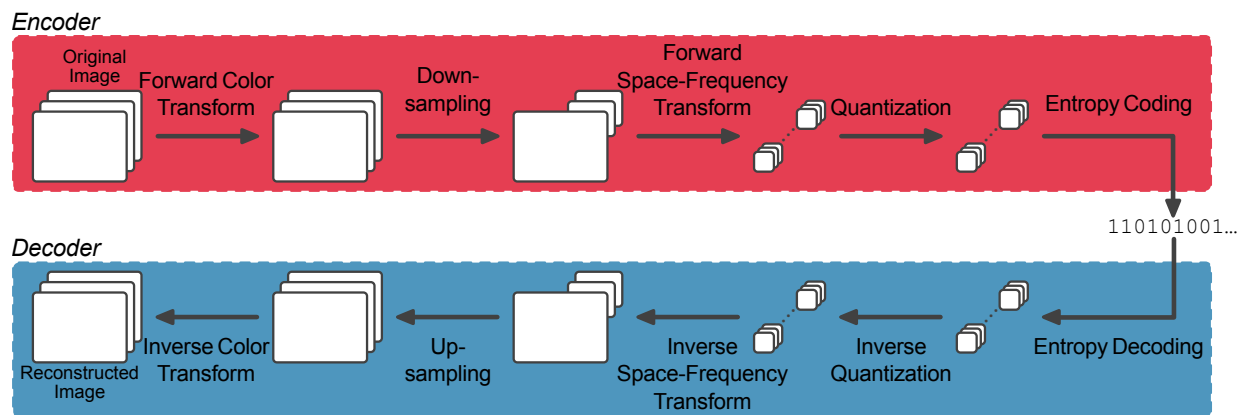 Encoder
Original
Image
Forward Color
Transform
Down-
sampling
Forward
Space-Frequency
Transform
Quantization
Entropy Coding
110101001…
Decoder
Reconstructed
Image
Inverse Color
Transform
Up-
sampling
Inverse
Space-Frequency
Transform
Inverse
Quantization
Entropy Decoding